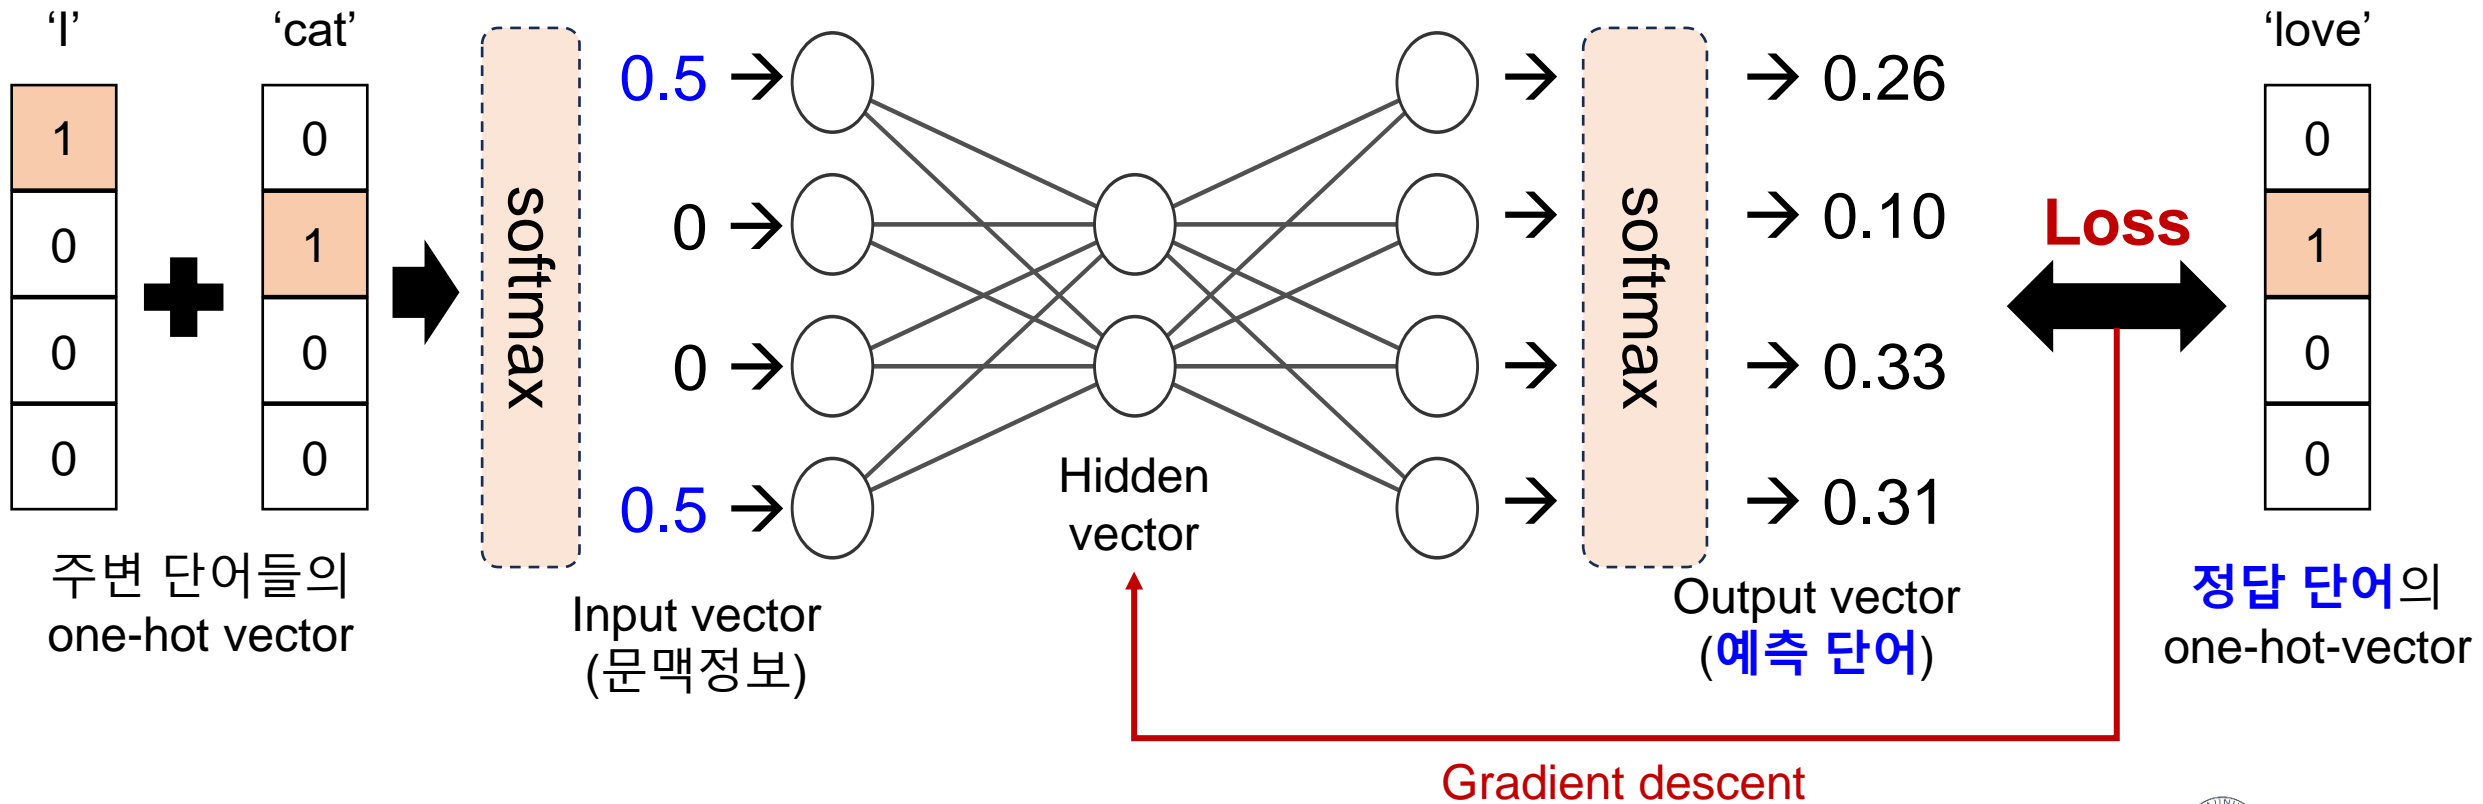 'I'
1
0
0
0
주변 단어들의
one-hot vector
'cat'
0
1
0
0
softmax
0.5
0
0
0.5
Input vector
(문맥정보)
Hidden
vector
softmax
0.26
0.10
0.33
0.31
Output vector
(예측 단어)
Loss
Gradient descent
'love'
0
1
0
0
정답 단어의
one-hot-vector